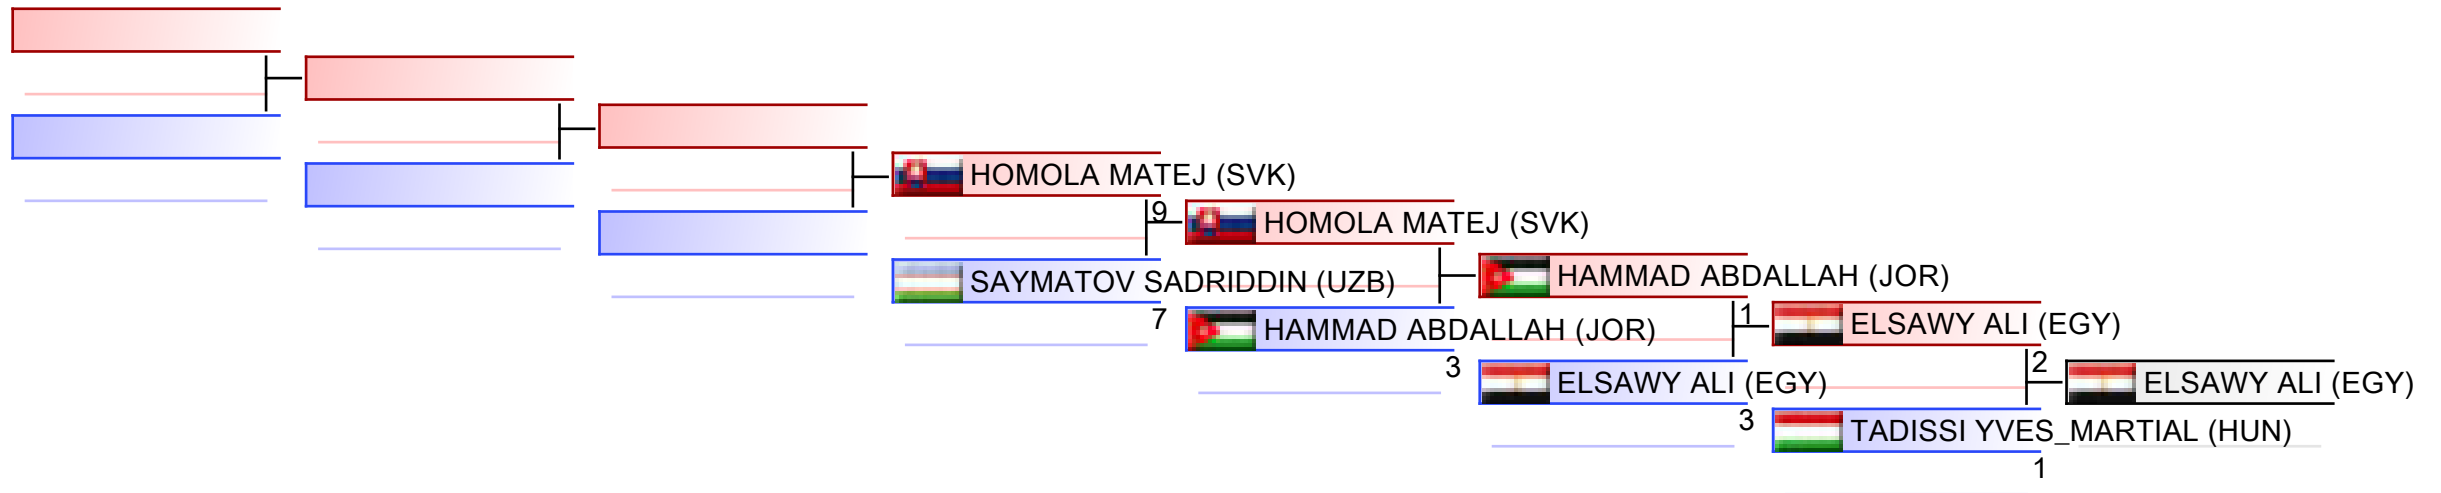 HOMOLA MATEJ (SVK)
9
HOMOLA MATEJ (SVK)
SAYMATOV SADRIDDIN (UZB)
HAMMAD ABDALLAH (JOR)
7
HAMMAD ABDALLAH (JOR)
1
ELSAWY ALI (EGY)
3
ELSAWY ALI (EGY)
2
ELSAWY ALI (EGY)
3
TADISSI YVES_MARTIAL (HUN)
1